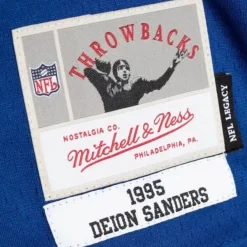 THROWBACKS
NFL
NOSTALGIA CO.
Mitchell & Ness
PHILADELPHIA, PA.
NFL LEGACY
1995
DEION SANDERS